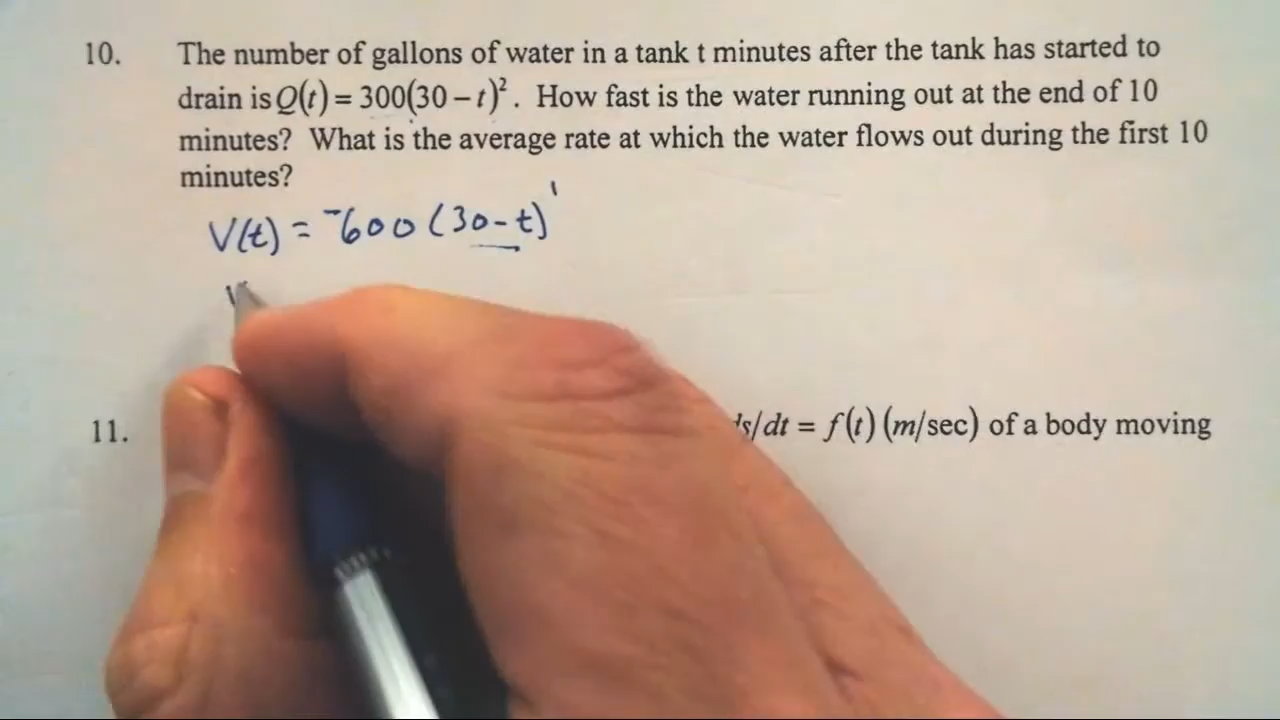 10. The number of gallons of water in a tank t minutes after the tank has started to
drain is Q(t) = 300(30 – t)². How fast is the water running out at the end of 10
minutes? What is the average rate at which the water flows out during the first 10
minutes?
V(t) = ⁻600 (30-t)¹
V
11. ds/dt = f(t) (m/sec) of a body moving